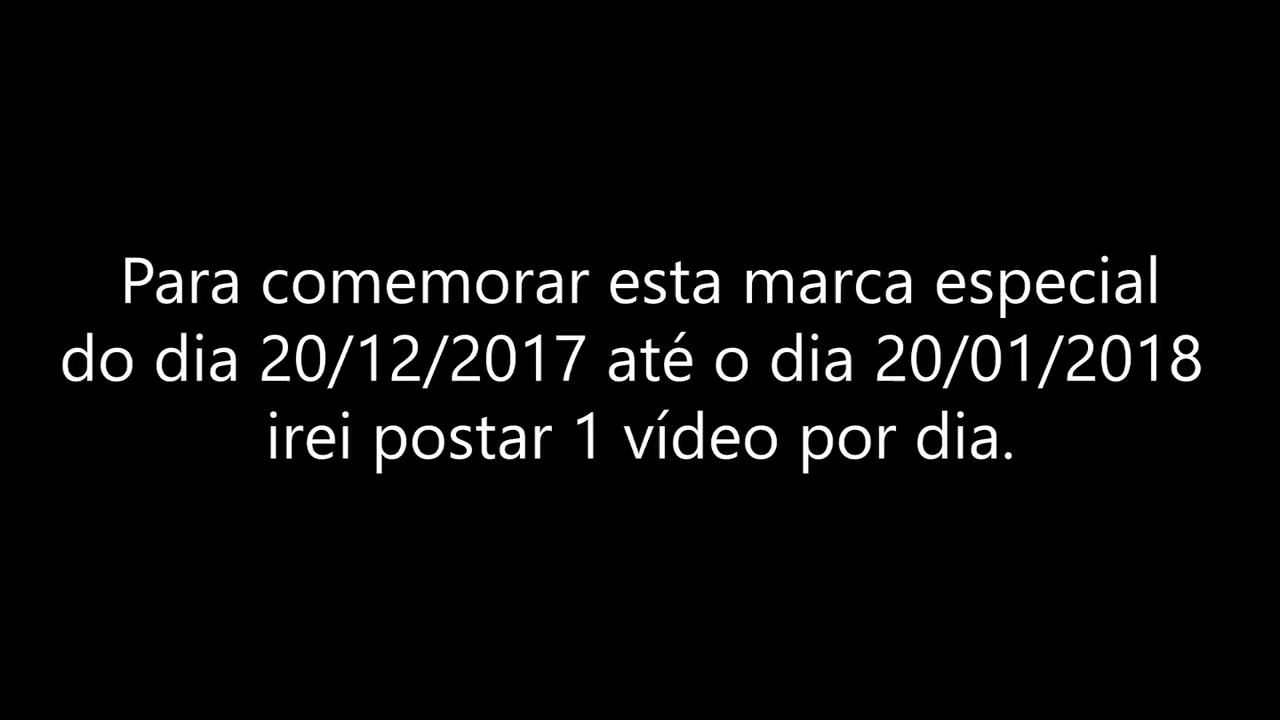 Para comemorar esta marca especial
do dia 20/12/2017 até o dia 20/01/2018
irei postar 1 vídeo por dia.